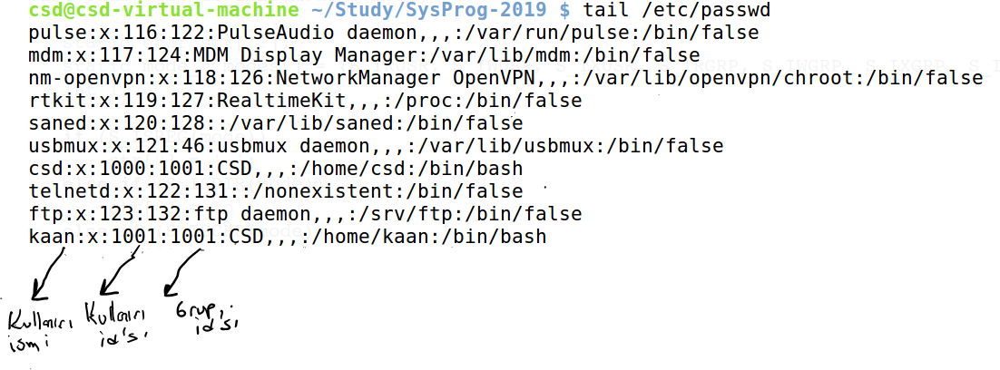 csd@csd-virtual-machine ~/Study/SysProg-2019 $ tail /etc/passwd
pulse:x:116:122:PulseAudio daemon,,,:/var/run/pulse:/bin/false
mdm:x:117:124:MDM Display Manager:/var/lib/mdm:/bin/false
nm-openvpn:x:118:126:NetworkManager OpenVPN,,,:/var/lib/openvpn/chroot:/bin/false
rtkit:x:119:127:RealtimeKit,,,:/proc:/bin/false
saned:x:120:128::/var/lib/saned:/bin/false
usbmux:x:121:46:usbmux daemon,,,:/var/lib/usbmux:/bin/false
csd:x:1000:1001:CSD,,,:/home/csd:/bin/bash
telnetd:x:122:131::/nonexistent:/bin/false
ftp:x:123:132:ftp daemon,,,:/srv/ftp:/bin/false
kaan:x:1001:1001:CSD,,,:/home/kaan:/bin/bash
Kullanıcı ismi
Kullanıcı id'si
Grup id'si